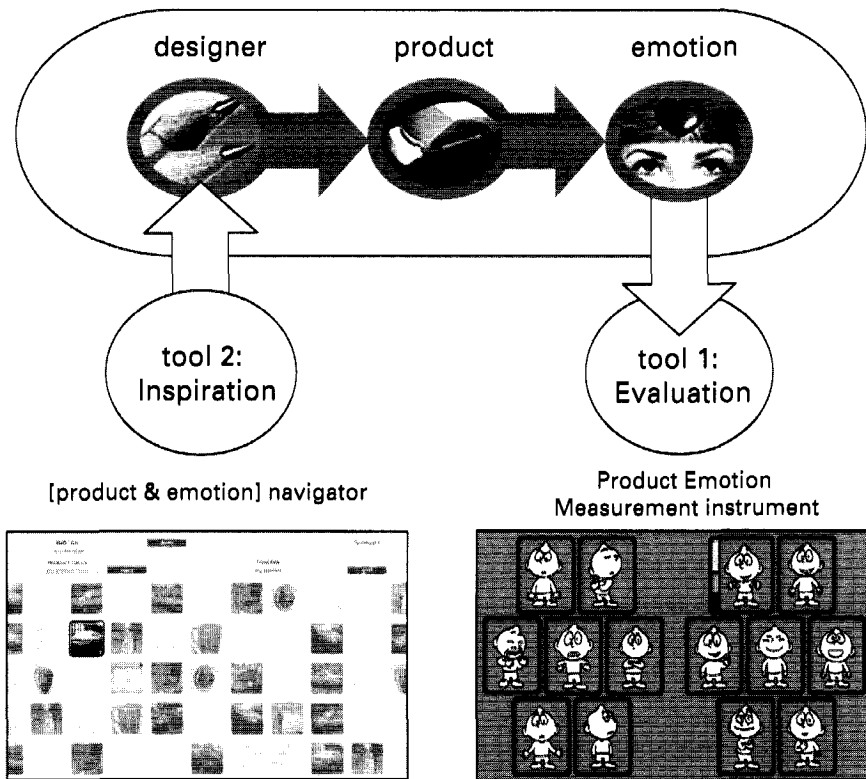 designer product emotion
tool 2:
Inspiration
tool 1:
Evaluation
[product & emotion] navigator
Product Emotion
Measurement instrument